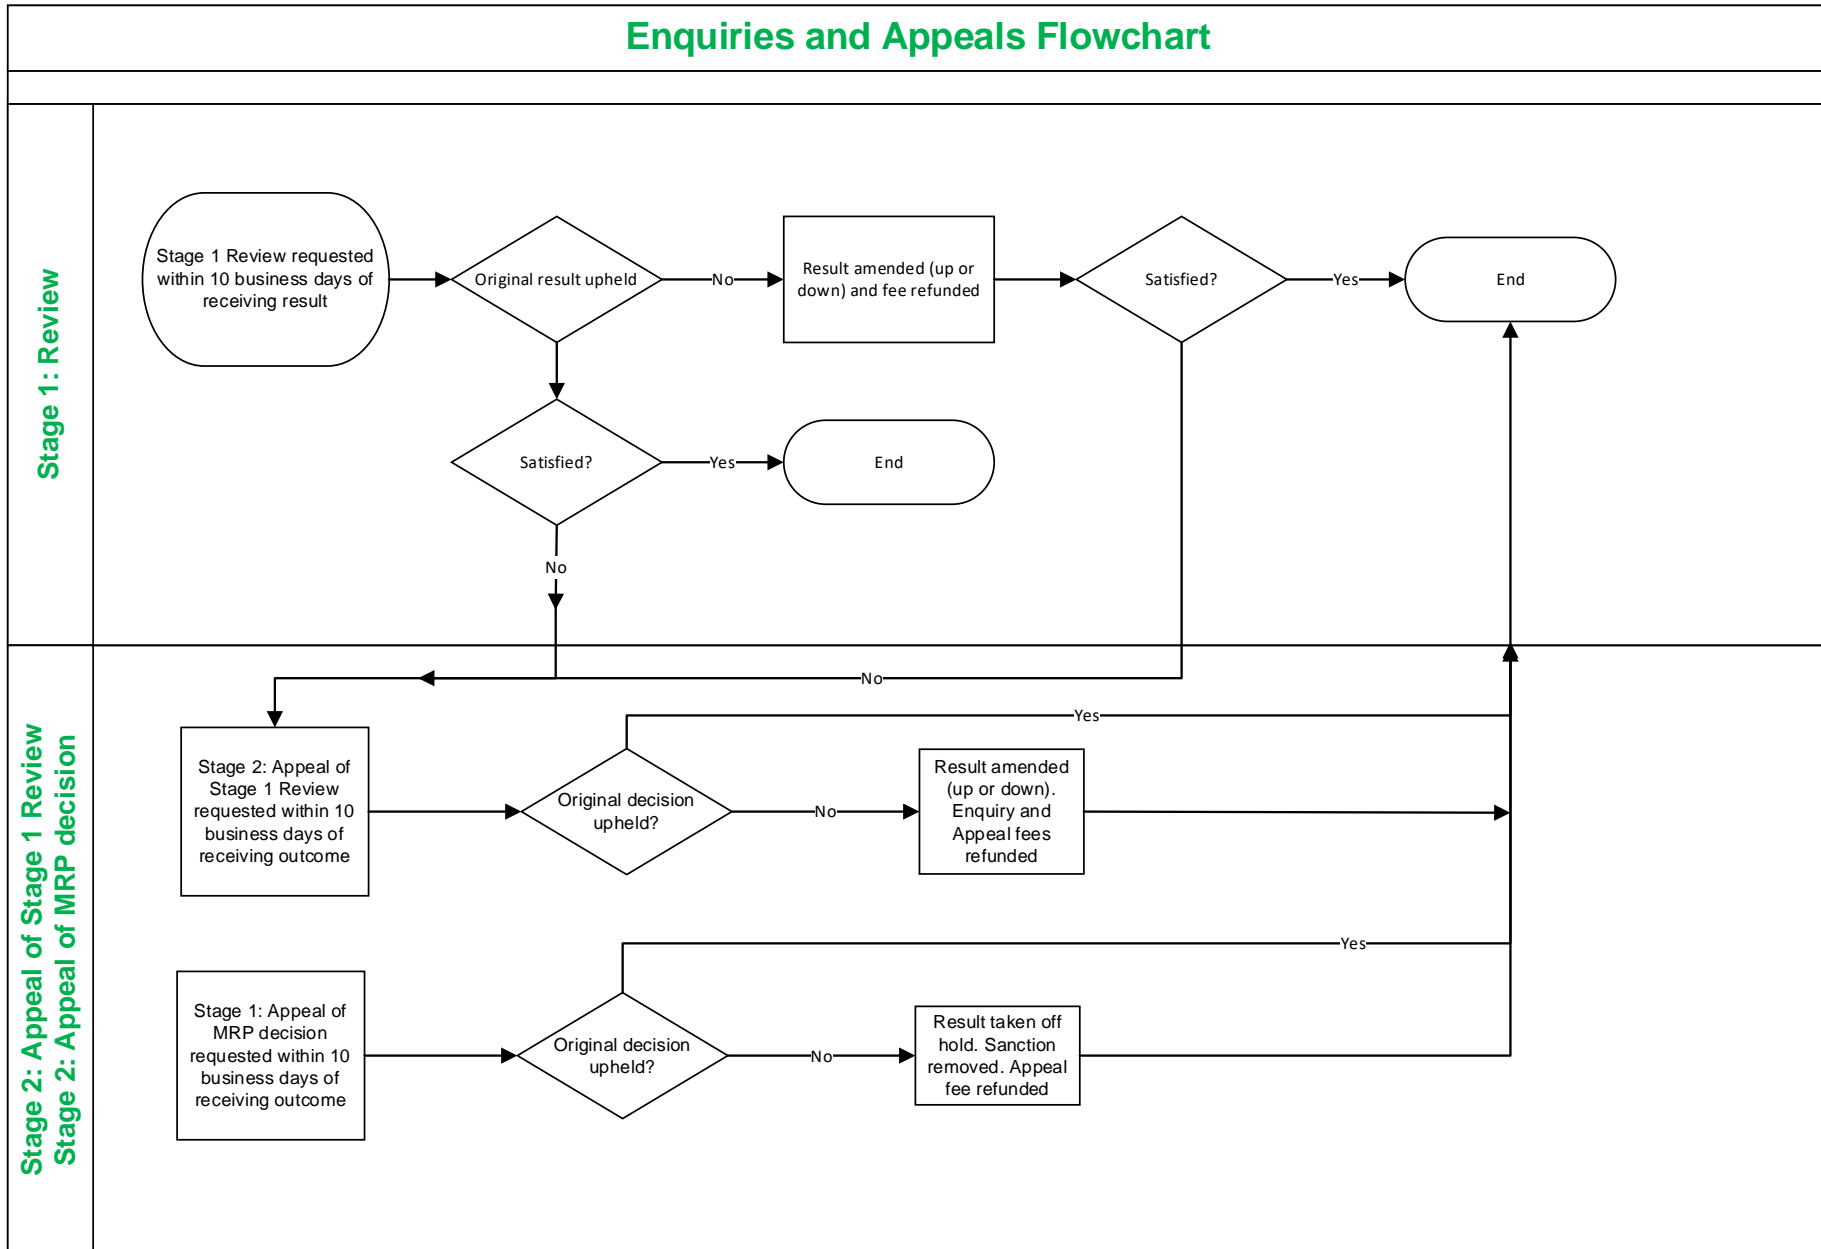 Enquiries and Appeals Flowchart
Stage 1: Review
Stage 1 Review requested
within 10 business days of
receiving result
Original result upheld
No
Result amended (up or
down) and fee refunded
Satisfied?
Yes
End
Satisfied?
Yes
End
No
No
Stage 2: Appeal of Stage 1 Review
Stage 2: Appeal of MRP decision
Yes
Stage 2: Appeal of
Stage 1 Review
requested within 10
business days of
receiving outcome
Original decision
upheld?
No
Result amended
(up or down).
Enquiry and
Appeal fees
refunded
Yes
Stage 1: Appeal of
MRP decision
requested within 10
business days of
receiving outcome
Original decision
upheld?
No
Result taken off
hold. Sanction
removed. Appeal
fee refunded